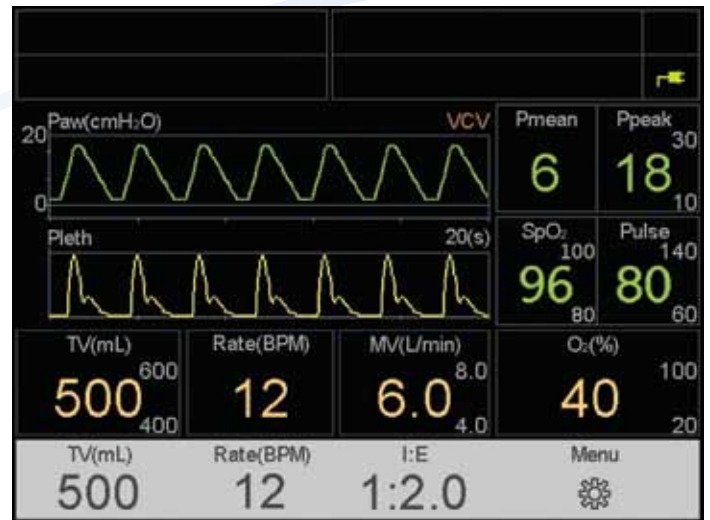 Paw(cmH₂O) VCV
20
0
Pmean Ppeak
6 18 30 10
Pleth 20(s)
SpO₂ Pulse
96 100 80 80 140 60
TV(mL) Rate(BPM) MV(L/min) O₂(%)
500 600 400 12 6.0 8.0 4.0 40 100 20
TV(mL) Rate(BPM) I:E Menu
500 12 1:2.0